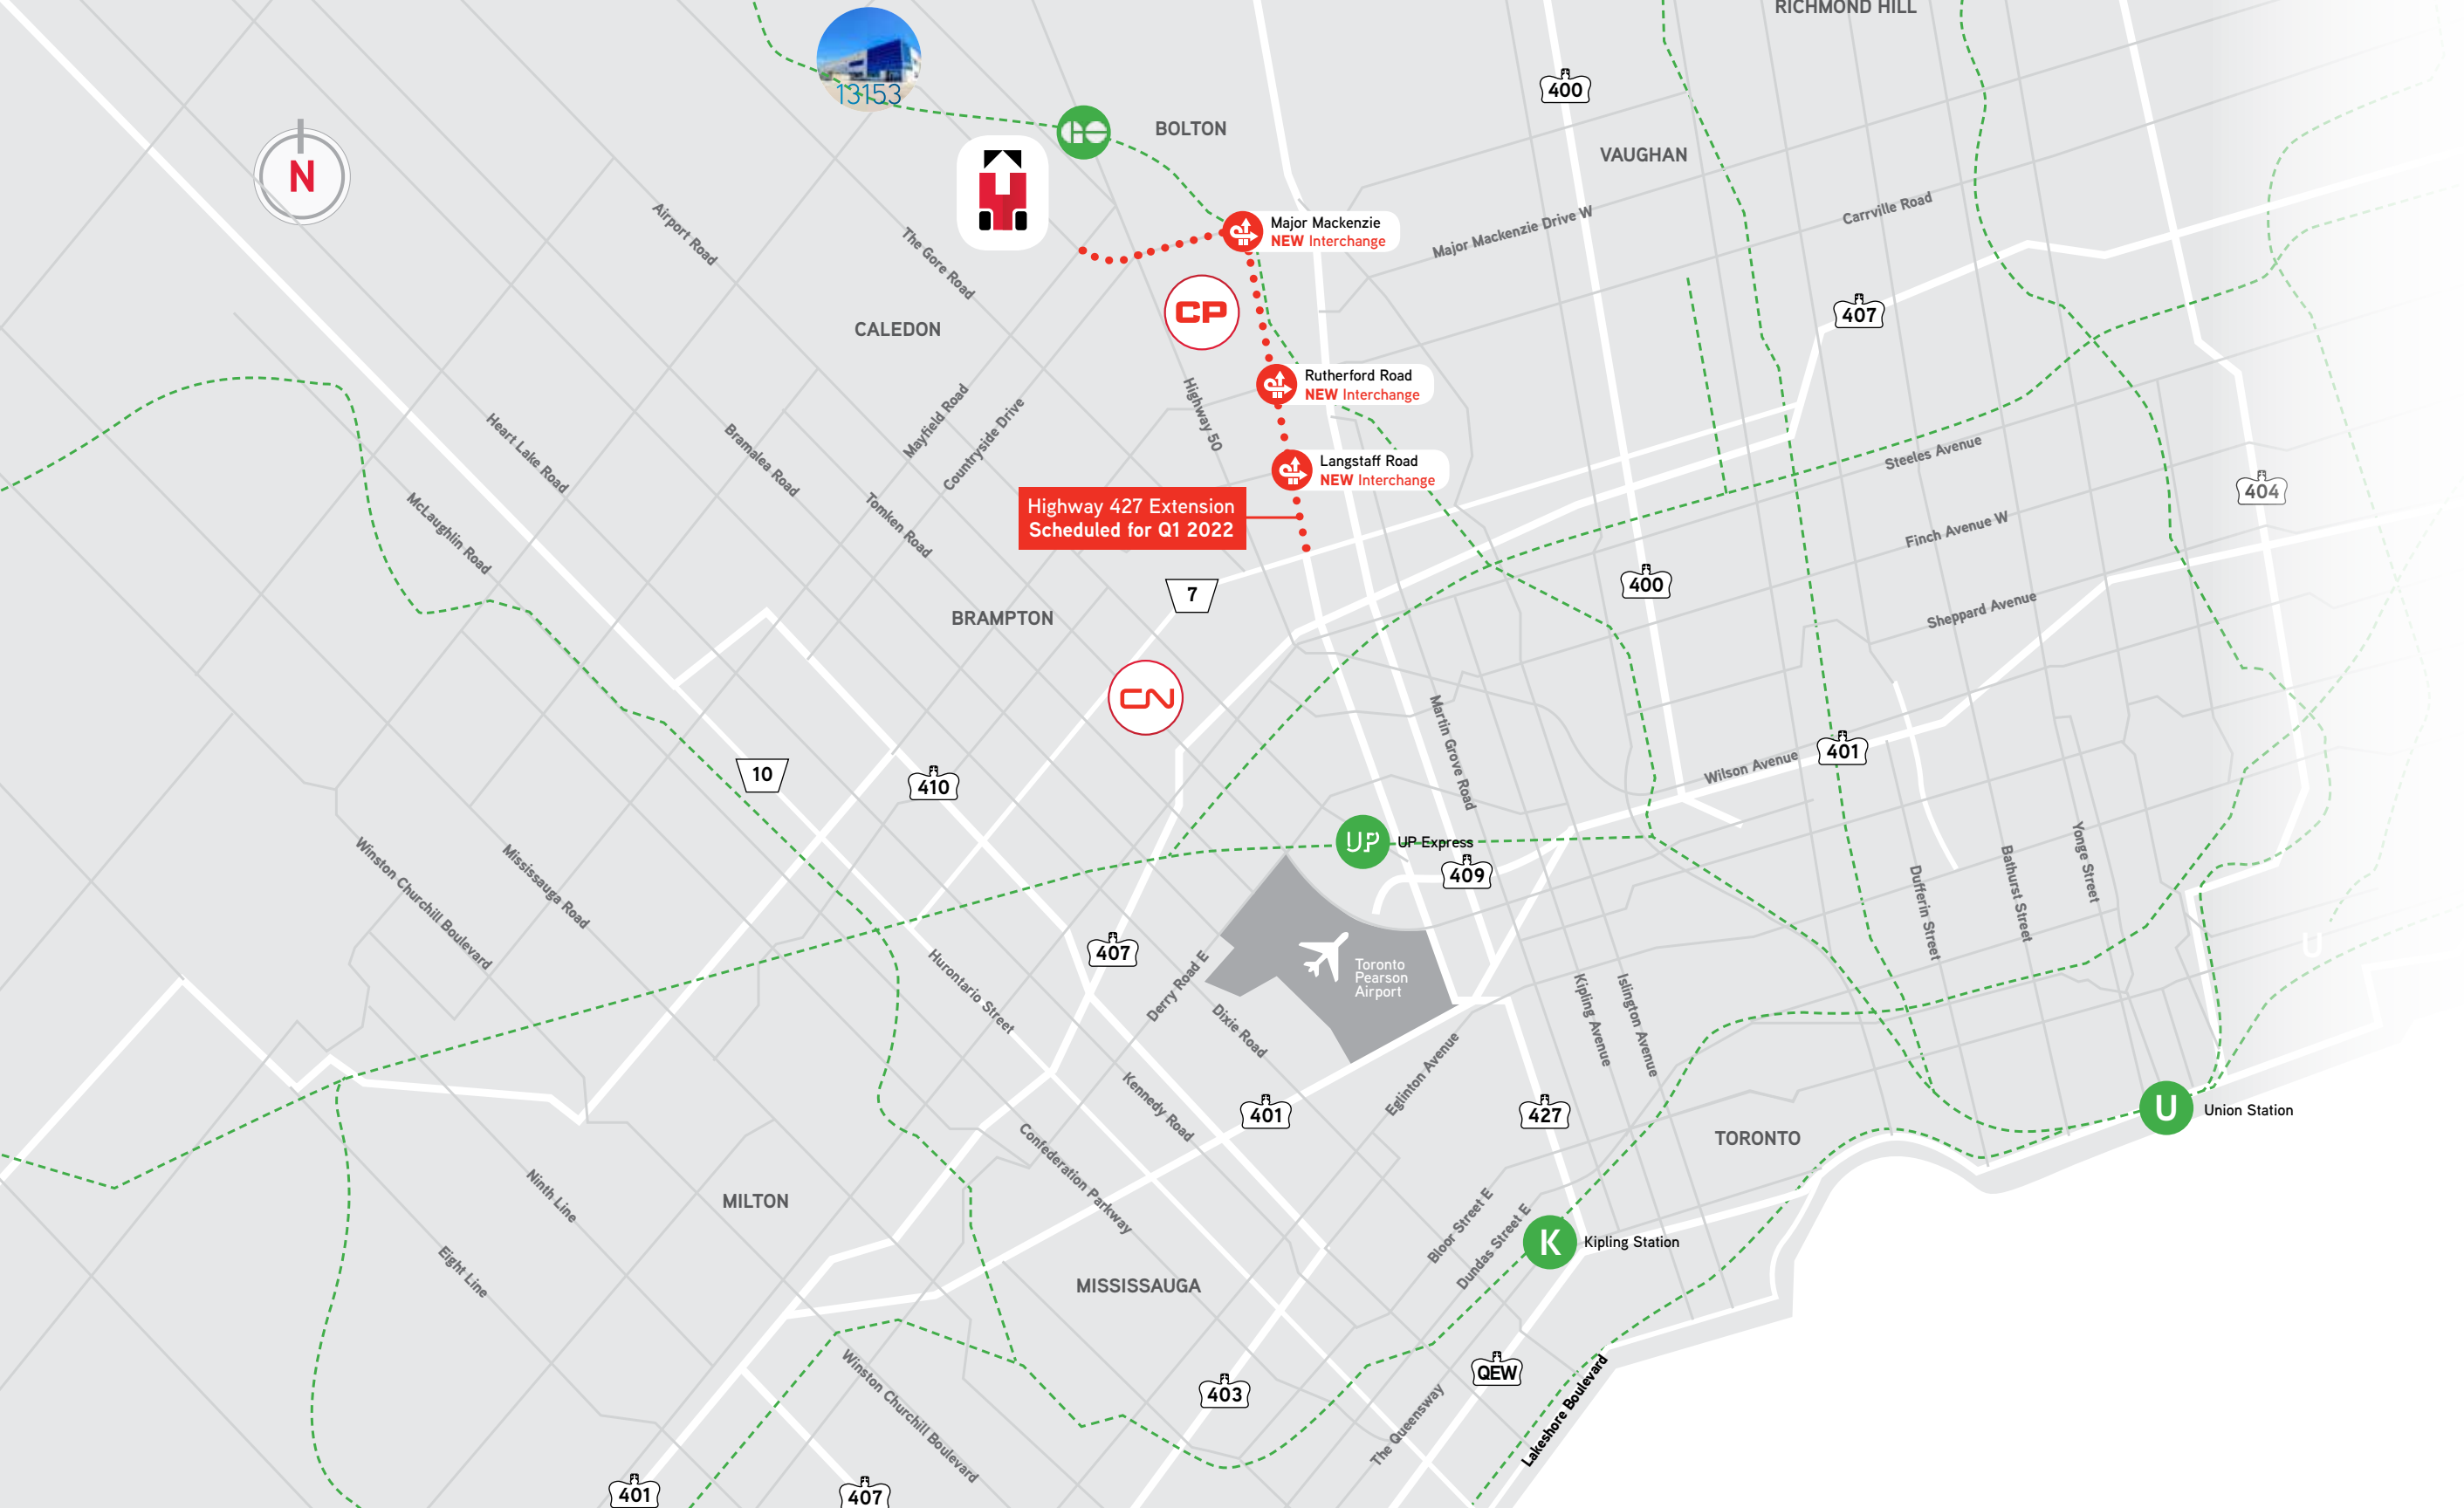 RICHMOND HILL
13153
400
BOLTON
VAUGHAN
N
Airport Road
The Gore Road
Major Mackenzie
NEW Interchange
Major Mackenzie Drive W
Carrville Road
CP
407
CALEDON
Rutherford Road
NEW Interchange
Highway 50
Mayfield Road
Countryside Drive
Heart Lake Road
Bramalea Road
Langstaff Road
NEW Interchange
Steeles Avenue
404
McLaughlin Road
Tomken Road
Highway 427 Extension
Scheduled for Q1 2022
Finch Avenue W
7
400
BRAMPTON
Sheppard Avenue
CN
Martin Grove Road
10
410
Wilson Avenue
401
UP
UP Express
409
Winston Churchill Boulevard
Mississauga Road
Dufferin Street
Bathurst Street
Yonge Street
407
U
Toronto
Pearson
Airport
Hurontario Street
Derry Road E
Dixie Road
Kipling Avenue
Islington Avenue
Eglinton Avenue
Kennedy Road
401
427
U
Union Station
TORONTO
Confederation Parkway
Ninth Line
MILTON
Bloor Street E
Dundas Street E
K
Kipling Station
Eight Line
MISSISSAUGA
Winston Churchill Boulevard
403
QEW
The Queensway
Lakeshore Boulevard
401
407